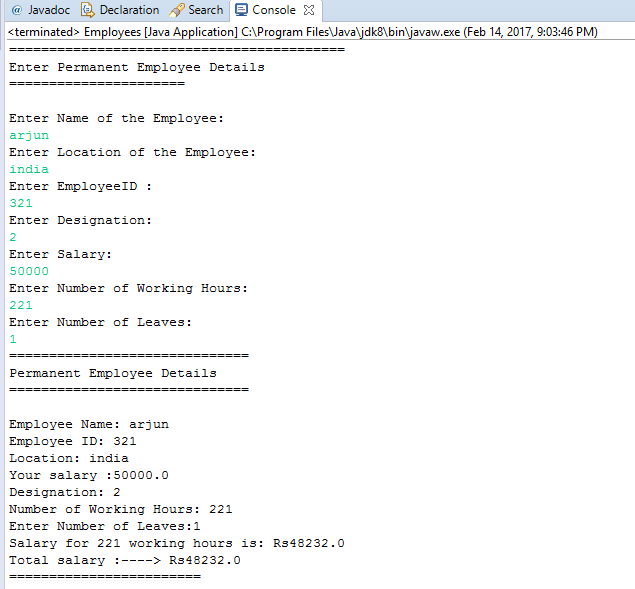 @ Javadoc Declaration Search Console
<terminated> Employees [Java Application] C:\Program Files\Java\jdk8\bin\javaw.exe (Feb 14, 2017, 9:03:46 PM)
==========================================
Enter Permanent Employee Details
======================
Enter Name of the Employee:
arjun
Enter Location of the Employee:
india
Enter EmployeeID :
321
Enter Designation:
2
Enter Salary:
50000
Enter Number of Working Hours:
221
Enter Number of Leaves:
1
==============================
Permanent Employee Details
==============================
Employee Name: arjun
Employee ID: 321
Location: india
Your salary :50000.0
Designation: 2
Number of Working Hours: 221
Enter Number of Leaves:1
Salary for 221 working hours is: Rs48232.0
Total salary :----> Rs48232.0
========================